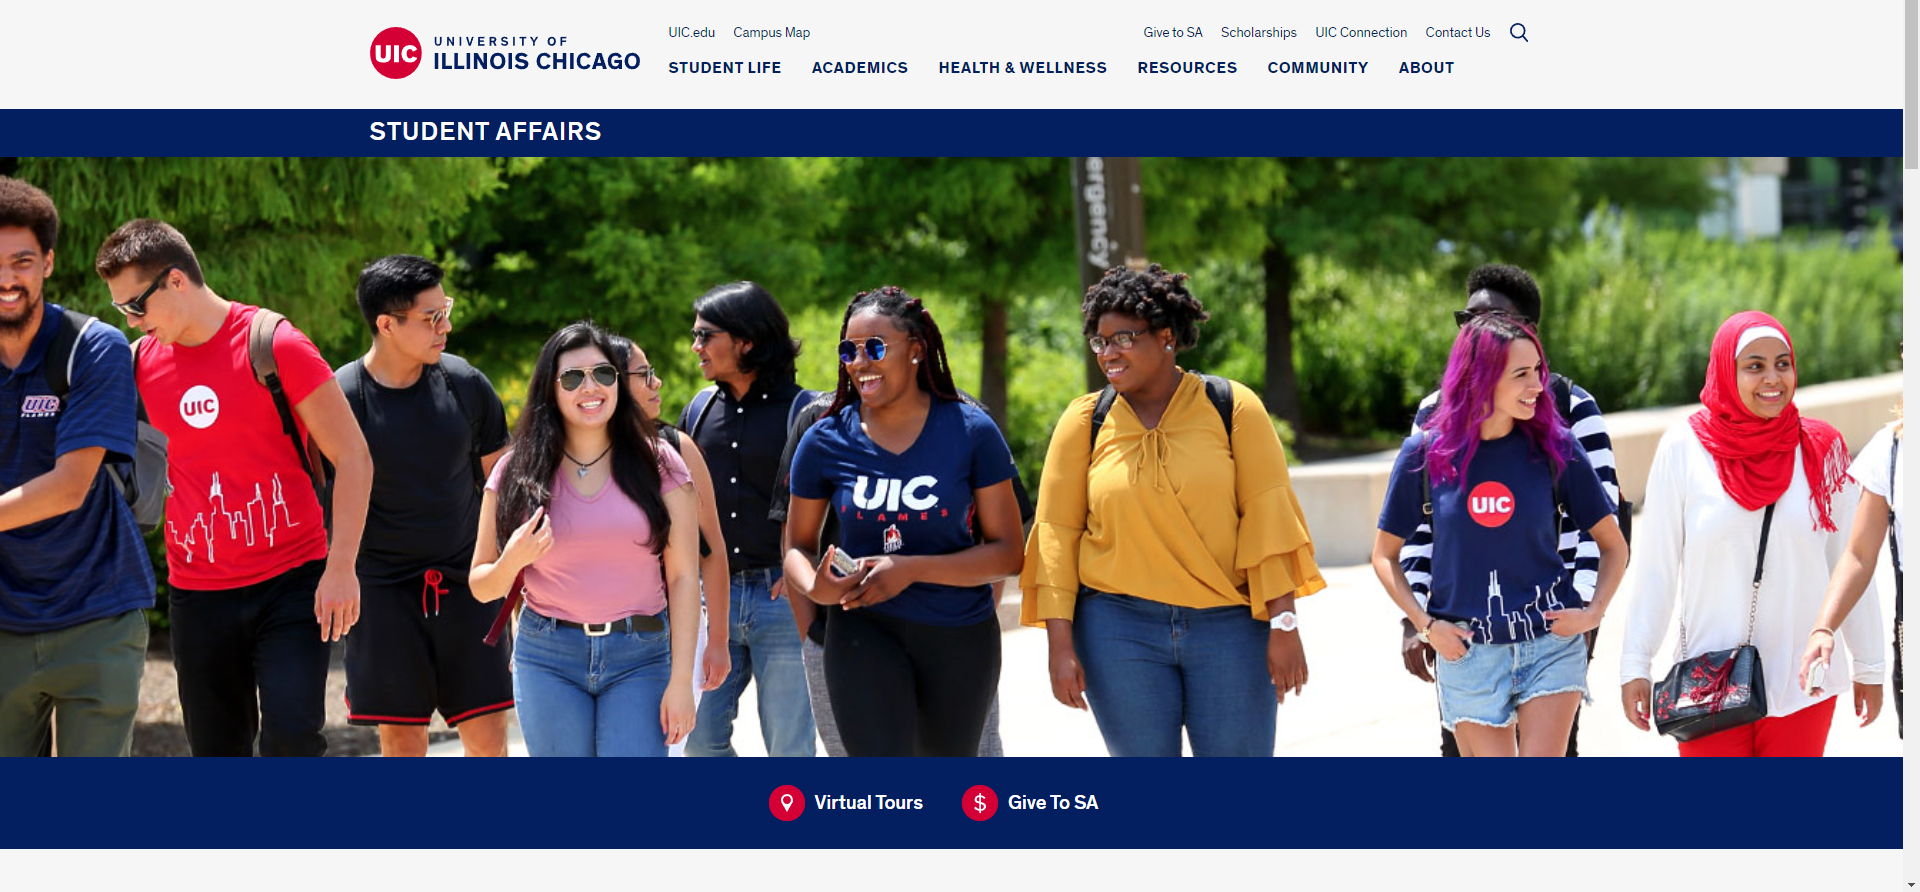 UIC
UNIVERSITY OF
ILLINOIS CHICAGO
UIC.edu
Campus Map
Give to SA
Scholarships
UIC Connection
Contact Us
STUDENT LIFE
ACADEMICS
HEALTH & WELLNESS
RESOURCES
COMMUNITY
ABOUT
STUDENT AFFAIRS
ergency
UIC
FLAMES
UIC
UIC
FLAMES
UIC
Virtual Tours
$
Give To SA